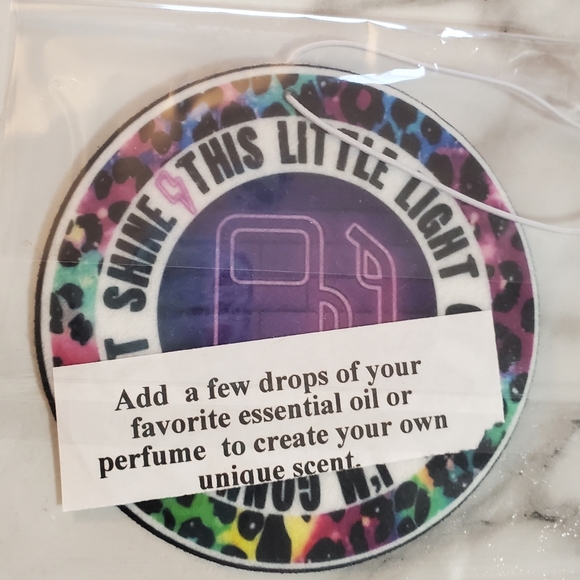 THIS LITTLE LIGHT
I'M
SHINE
Add a few drops of your
favorite essential oil or
perfume to create your own
unique scent.